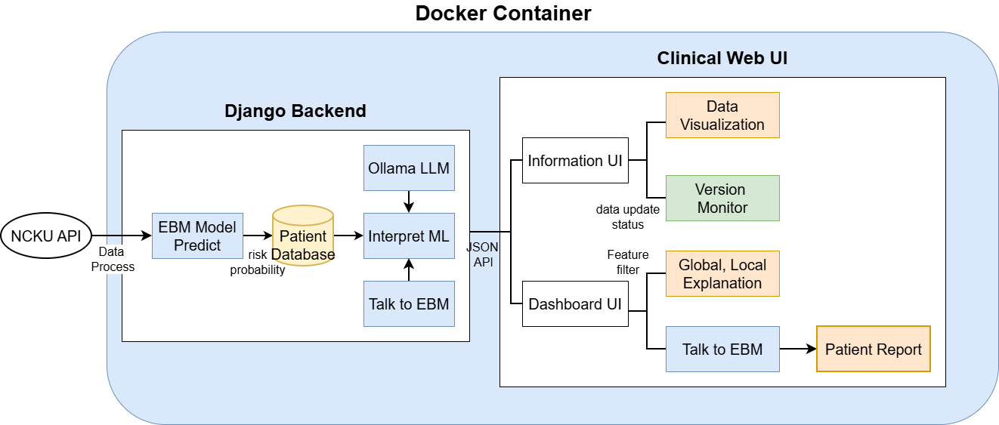 Docker Container
Clinical Web UI
Django Backend
NCKU API
Data
Process
EBM Model
Predict
risk
probability
Patient
Database
Ollama LLM
Interpret ML
Talk to EBM
JSON
API
Information UI
Data
Visualization
Version
Monitor
data update
status
Dashboard UI
Feature
filter
Global, Local
Explanation
Talk to EBM
Patient Report